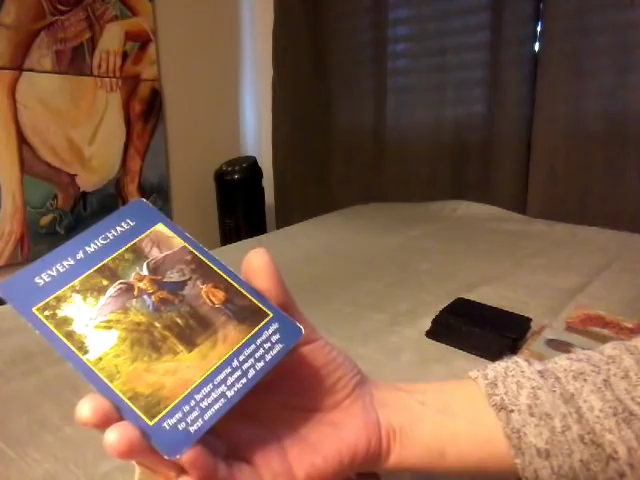 SEVEN of MICHAEL
There is a better course of action available
to you! Working alone may not be the
best answer. Review all the details.